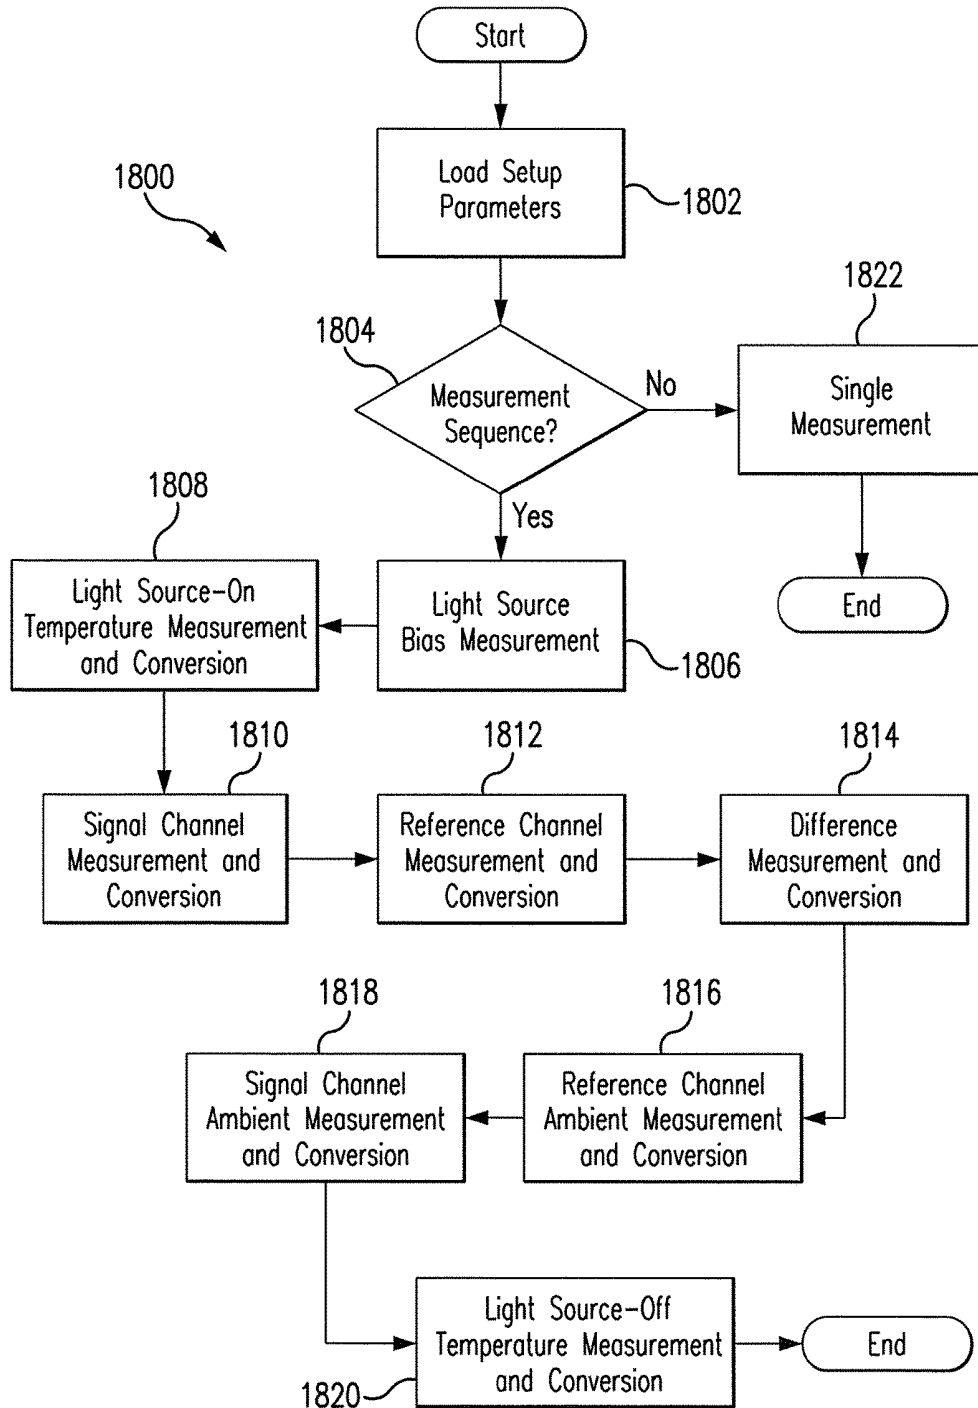 Start
Load Setup
Parameters
1802
1800
1804
Measurement
Sequence?
No
1822
Single
Measurement
End
Yes
1808
Light Source-On
Temperature Measurement
and Conversion
Light Source
Bias Measurement
1806
1810
Signal Channel
Measurement and
Conversion
1812
Reference Channel
Measurement and
Conversion
1814
Difference
Measurement and
Conversion
1818
Signal Channel
Ambient Measurement
and Conversion
1816
Reference Channel
Ambient Measurement
and Conversion
Light Source-Off
Temperature Measurement
and Conversion
1820
End